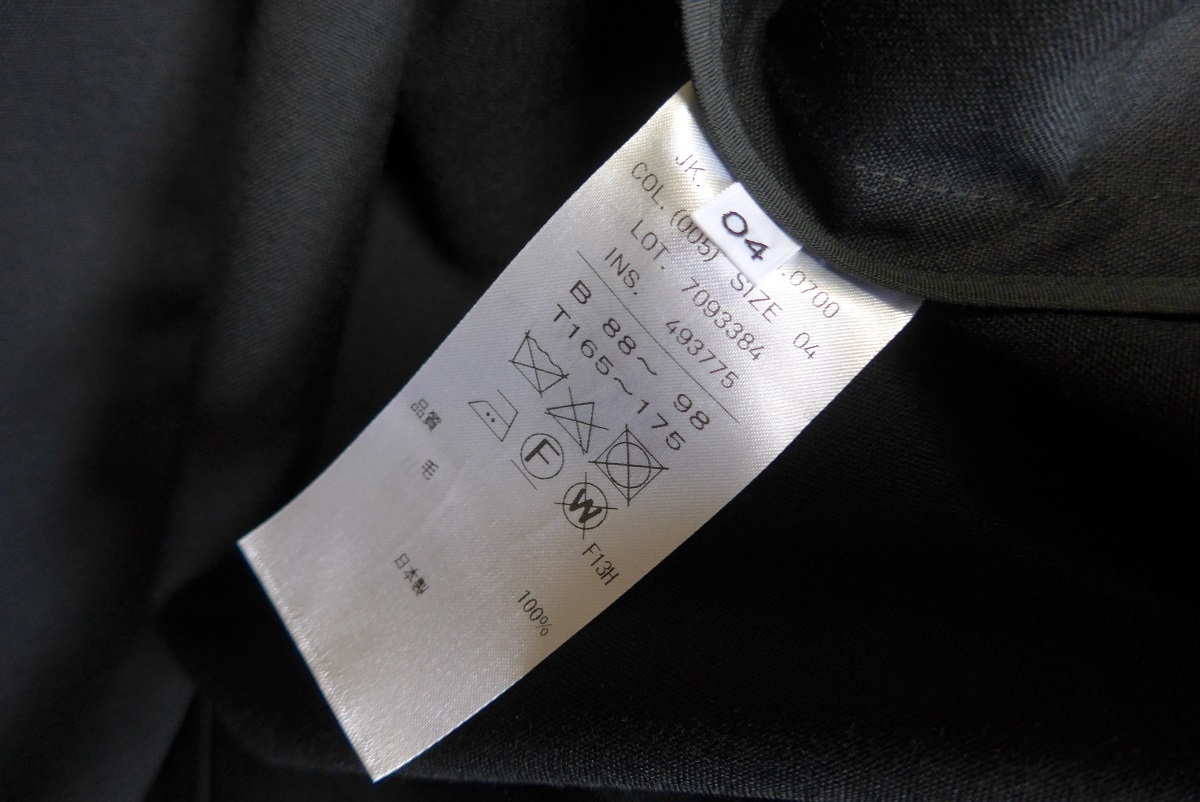 JK. .0700
04
COL. (005) SIZE 04
LOT. 7093384
INS. 493775
B 88～ 98
T165～175
F
W
F13H
品質
毛 100%
日本製